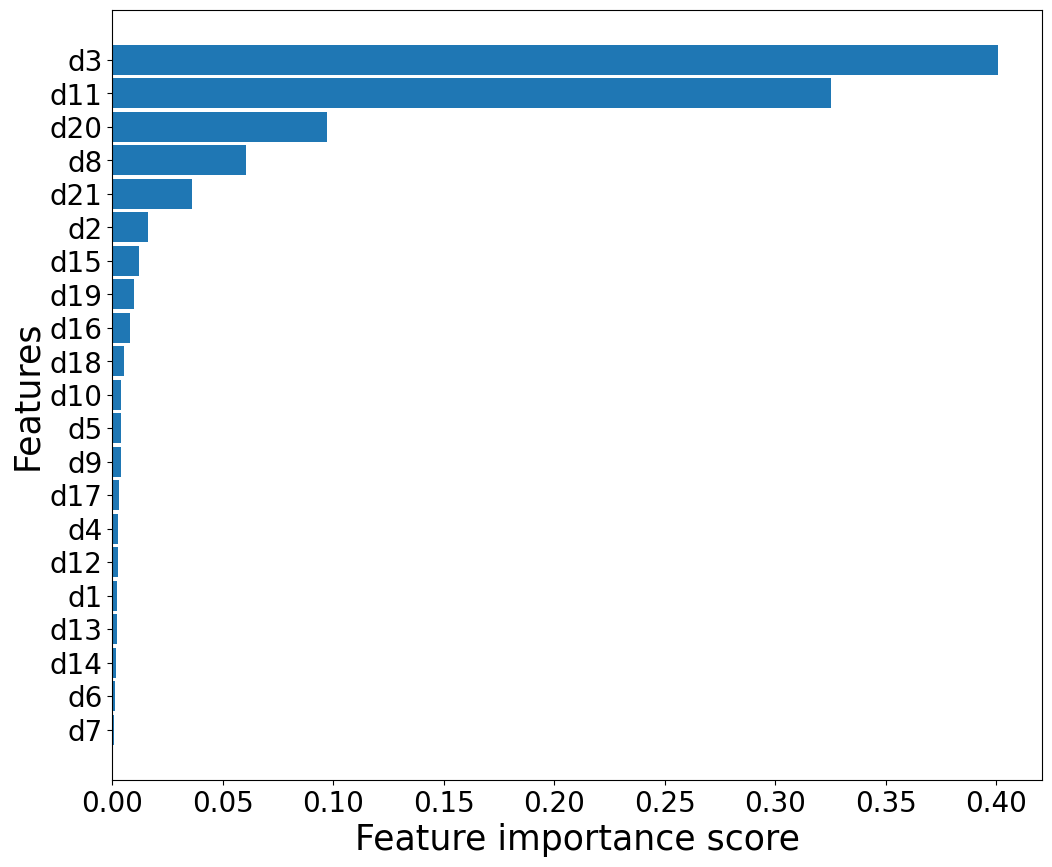 d3
d11
d20
d8
d21
d2
d15
d19
d16
d18
d10
d5
d9
d17
d4
d12
d1
d13
d14
d6
d7
Features
0.00 0.05 0.10 0.15 0.20 0.25 0.30 0.35 0.40
Feature importance score